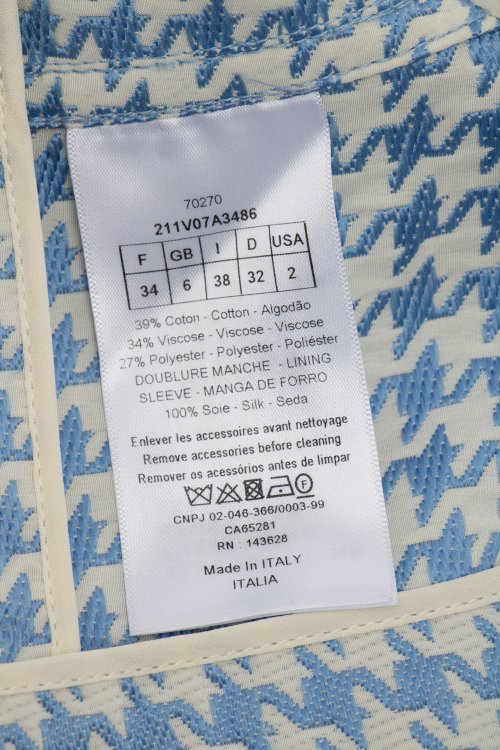 70270
211V07A3486
F GB I D USA
34 6 38 32 2
39% Coton - Cotton - Algodão
34% Viscose - Viscose - Viscose
27% Polyester - Polyester - Poliéster
DOUBLURE MANCHE - LINING
SLEEVE - MANGA DE FORRO
100% Soie - Silk - Seda
Enlever les accessoires avant nettoyage
Remove accessories before cleaning
Remover os acessórios antes de limpar
F
CNPJ 02-046-366/0003-99
CA65281
RN : 143628
Made In ITALY
ITALIA